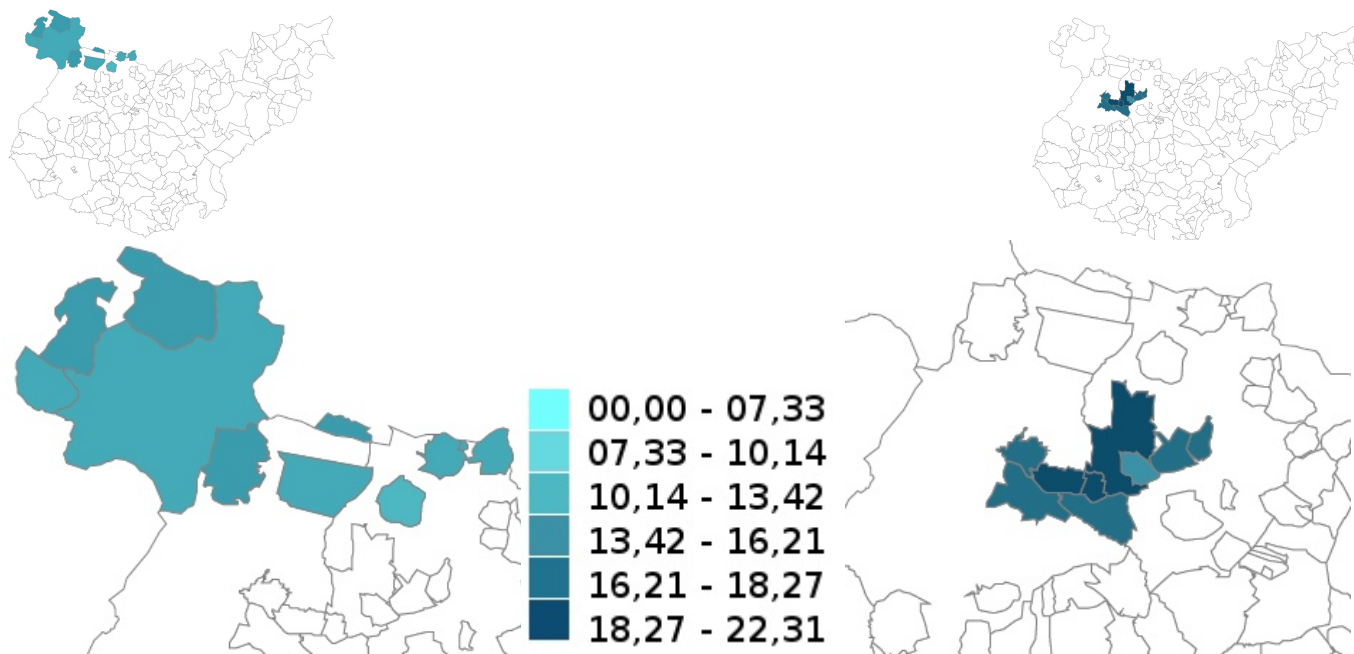 00,00 - 07,33
07,33 - 10,14
10,14 - 13,42
13,42 - 16,21
16,21 - 18,27
18,27 - 22,31